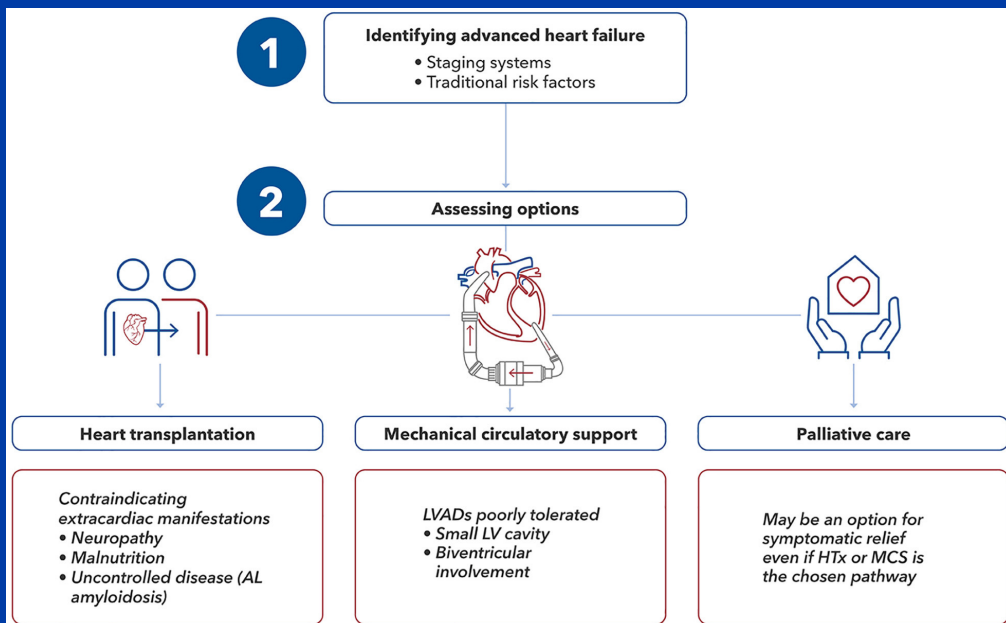 1
Identifying advanced heart failure
• Staging systems
• Traditional risk factors
2
Assessing options
Heart transplantation
Contraindicating
extracardiac manifestations
• Neuropathy
• Malnutrition
• Uncontrolled disease (AL
amyloidosis)
Mechanical circulatory support
LVADs poorly tolerated
• Small LV cavity
• Biventricular
involvement
Palliative care
May be an option for
symptomatic relief
even if HTx or MCS is
the chosen pathway